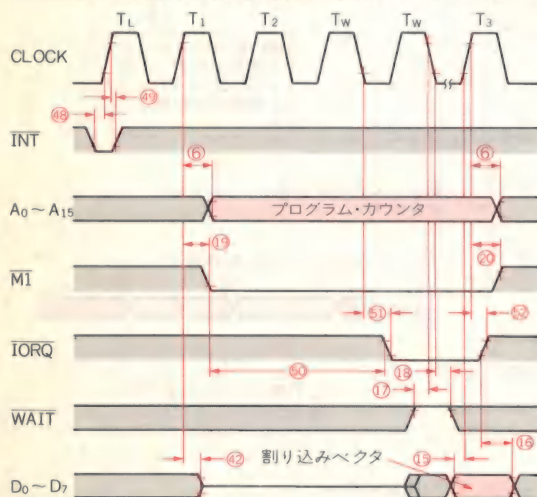 TL T1 T2 TW TW T3
CLOCK
㊽ ㊾
INT
⑥ ⑥
A0～A15 プログラム・カウンタ
⑲ ⑳
M1
51 52
IORQ
㊿ ⑱
⑰
WAIT
㊷ 割り込みベクタ ⑮ ⑯
D0～D7